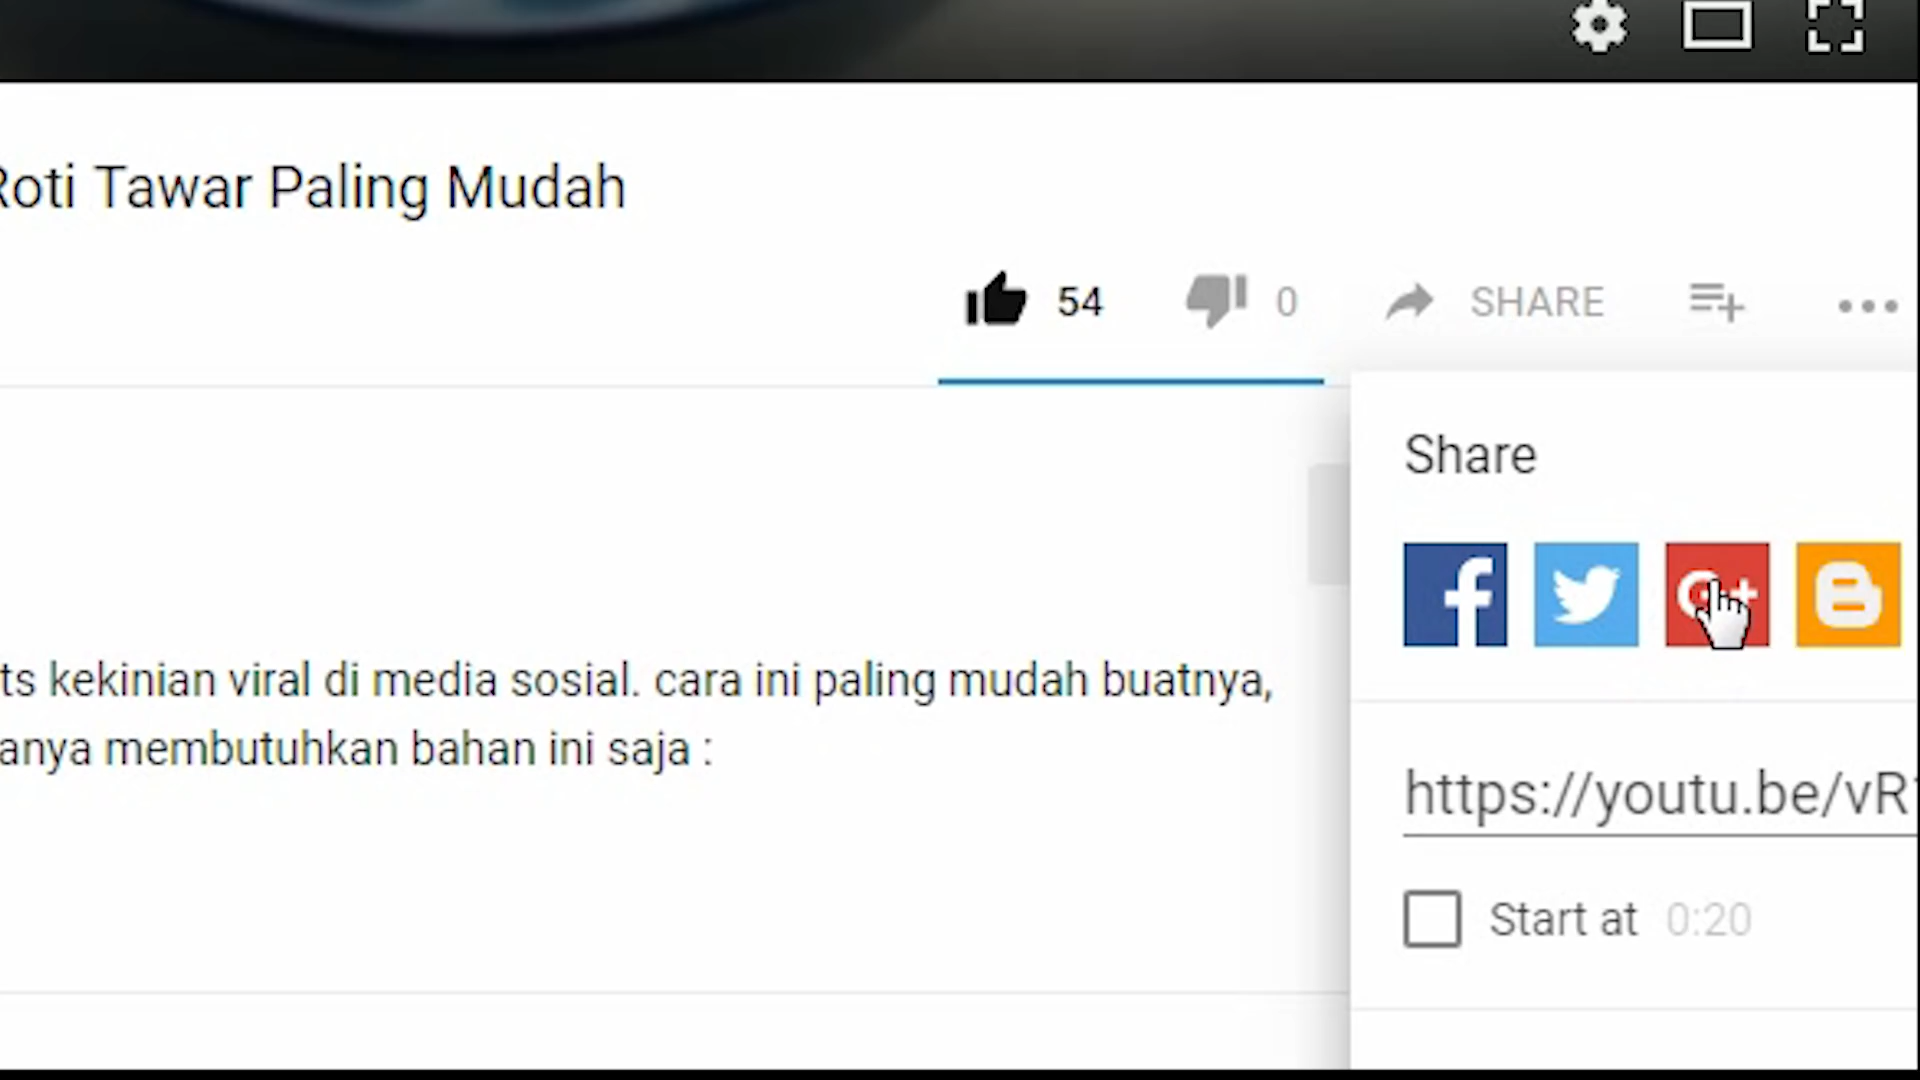 Roti Tawar Paling Mudah
54
0
SHARE
Share
ts kekinian viral di media sosial. cara ini paling mudah buatnya,
anya membutuhkan bahan ini saja :
https://youtu.be/vR
Start at 0:20